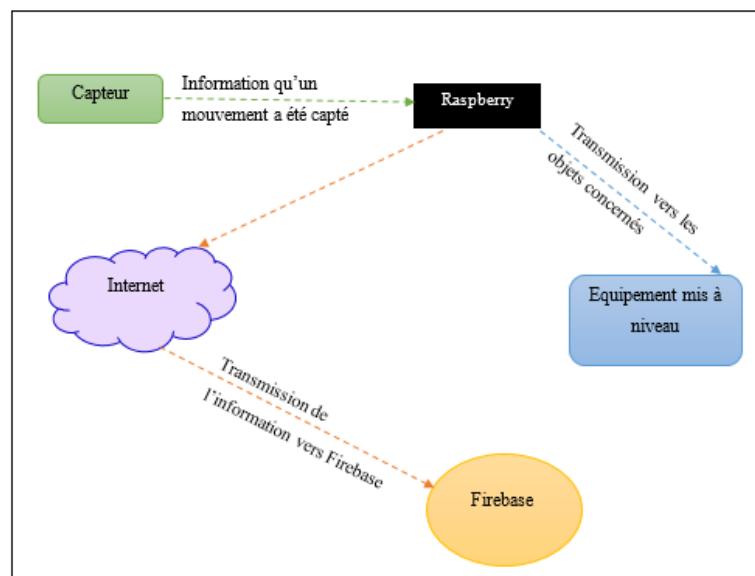 Capteur
Information qu’un
mouvement a été capté
Raspberry
Transmission vers les
objets concernés
Internet
Equipement mis à
niveau
Transmission de
l’information vers Firebase
Firebase